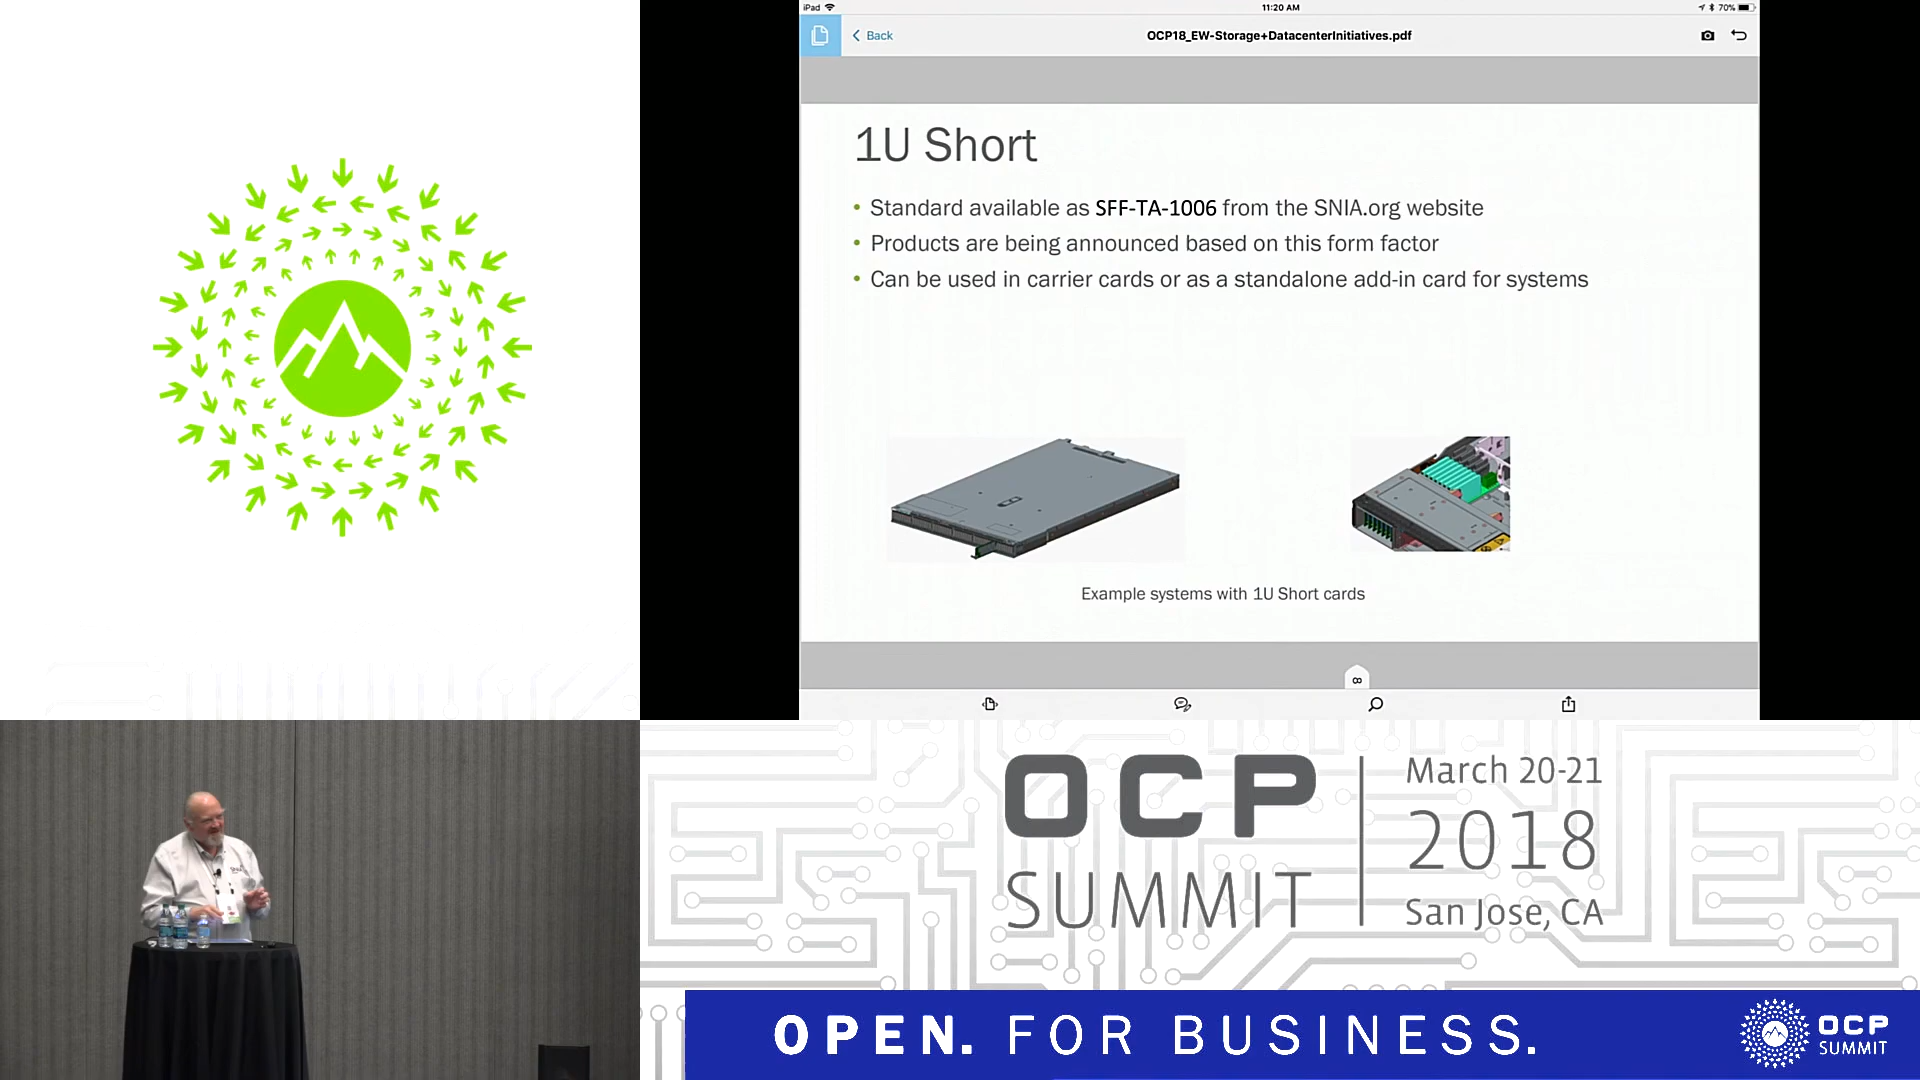 iPad
11:20 AM
70%
Back
OCP18_EW-Storage+DatacenterInitiatives.pdf
1U Short
• Standard available as SFF-TA-1006 from the SNIA.org website
• Products are being announced based on this form factor
• Can be used in carrier cards or as a standalone add-in card for systems
Example systems with 1U Short cards
8
OCP
SUMMIT
March 20-21
2018
San Jose, CA
OPEN. FOR BUSINESS.
OCP
SUMMIT